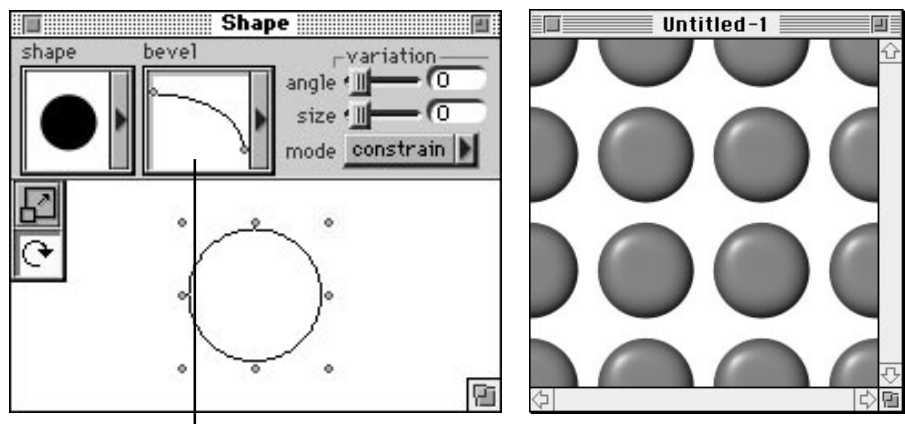 Shape
shape
bevel
variation
angle 0
size 0
mode constrain
Untitled-1